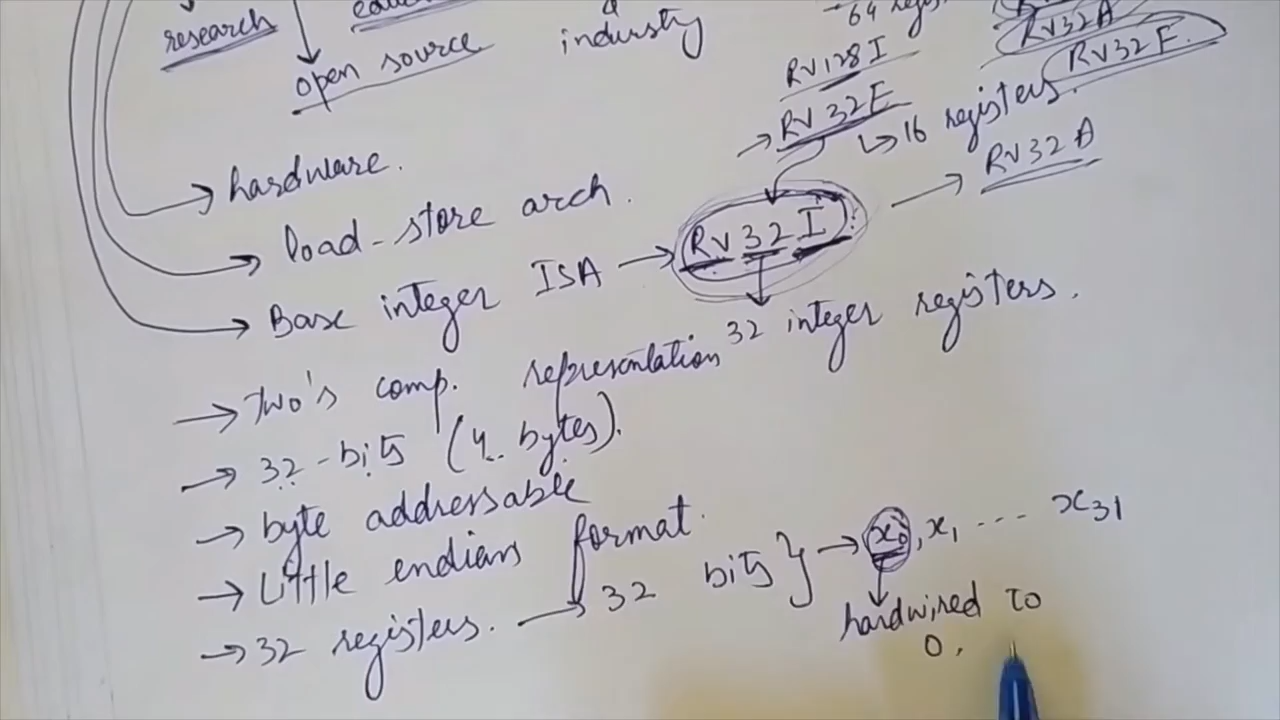 research
open source
industry
64
RV32A
RV32F.
RV128I
RV32E
↳16 registers.
→ hardware.
→ load-store arch.
→ Base integer ISA → RV32I
→ RV32A
32 integer registers.
→ Two's comp. representation
→ 32-bits (4 bytes).
→ byte addressable
→ Little endian format.
→ 32 registers. → 32 bits} → x0, x1 --- x31
hardwired to
0.